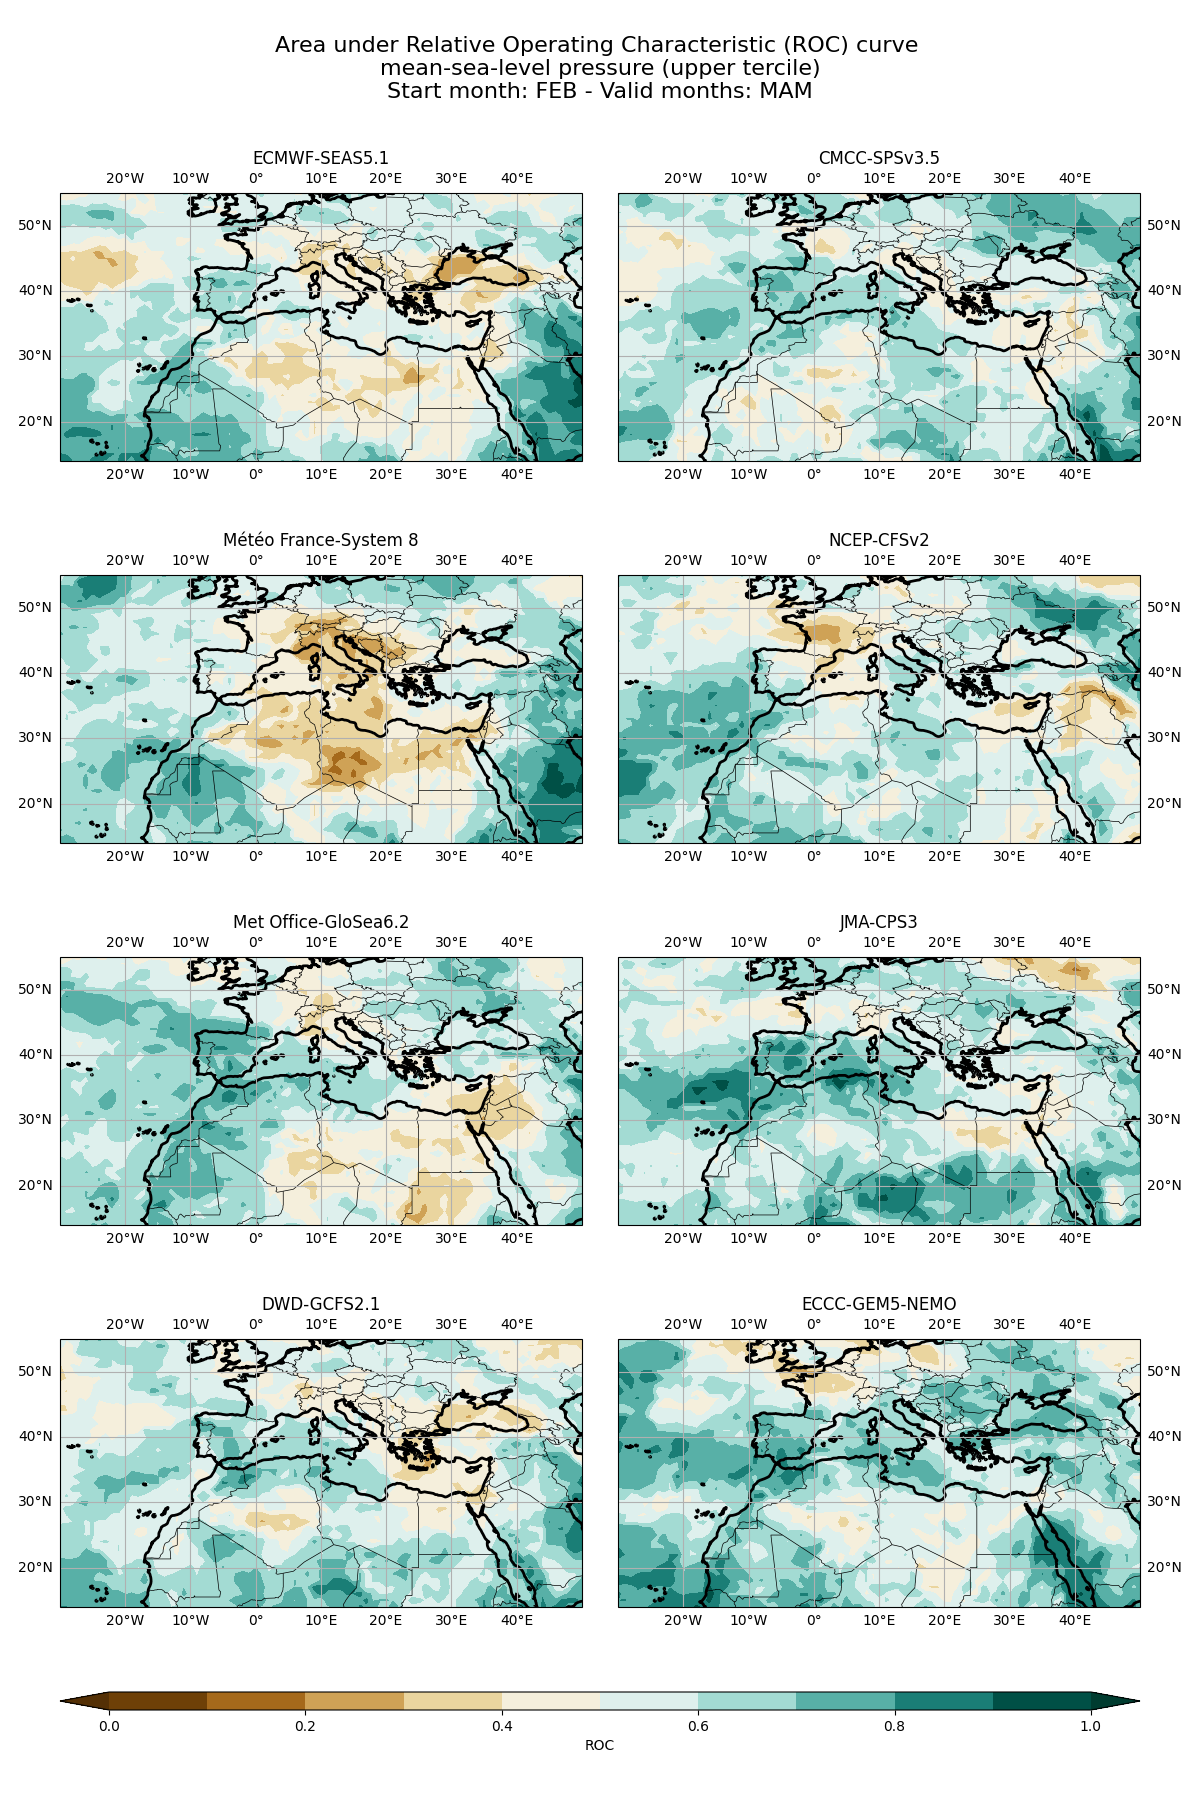 Area under Relative Operating Characteristic (ROC) curve
mean-sea-level pressure (upper tercile)
Start month: FEB - Valid months: MAM
ECMWF-SEAS5.1
20°W 10°W 0° 10°E 20°E 30°E 40°E
50°N
40°N
30°N
20°N
20°W 10°W 0° 10°E 20°E 30°E 40°E
CMCC-SPSv3.5
20°W 10°W 0° 10°E 20°E 30°E 40°E
50°N
40°N
30°N
20°N
20°W 10°W 0° 10°E 20°E 30°E 40°E
Météo France-System 8
20°W 10°W 0° 10°E 20°E 30°E 40°E
50°N
40°N
30°N
20°N
20°W 10°W 0° 10°E 20°E 30°E 40°E
NCEP-CFSv2
20°W 10°W 0° 10°E 20°E 30°E 40°E
50°N
40°N
30°N
20°N
20°W 10°W 0° 10°E 20°E 30°E 40°E
Met Office-GloSea6.2
20°W 10°W 0° 10°E 20°E 30°E 40°E
50°N
40°N
30°N
20°N
20°W 10°W 0° 10°E 20°E 30°E 40°E
JMA-CPS3
20°W 10°W 0° 10°E 20°E 30°E 40°E
50°N
40°N
30°N
20°N
20°W 10°W 0° 10°E 20°E 30°E 40°E
DWD-GCFS2.1
20°W 10°W 0° 10°E 20°E 30°E 40°E
50°N
40°N
30°N
20°N
20°W 10°W 0° 10°E 20°E 30°E 40°E
ECCC-GEM5-NEMO
20°W 10°W 0° 10°E 20°E 30°E 40°E
50°N
40°N
30°N
20°N
20°W 10°W 0° 10°E 20°E 30°E 40°E
0.0 0.2 0.4 0.6 0.8 1.0
ROC